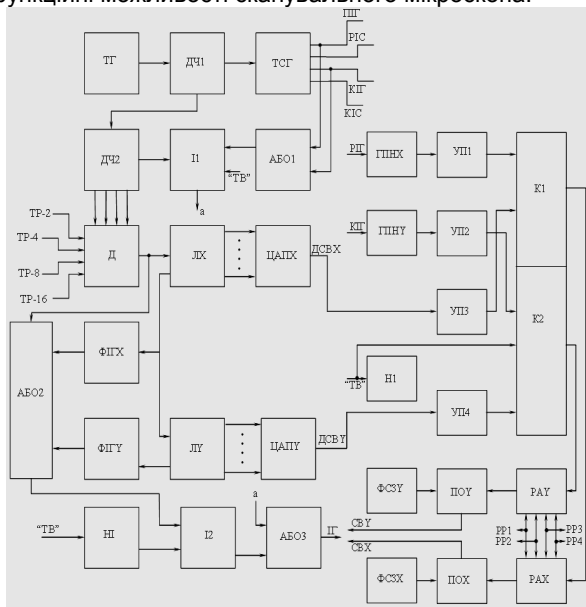 функційні можливості сканувального мікроскопа.
ПІГ
РІС
ТГ
ДЧ1
ТСГ
КІГ
КІС
ДЧ2
І1
АБО1
"ТВ"
а
РІГ
ГПНХ
УП1
К1
ТР-2
ТР-4
ТР-8
ТР-16
Д
ЛХ
ЦАПХ
ДСВХ
КІГ
ГПНY
УП2
УП3
К2
АБО2
ФІГХ
"ТВ"
Н1
ФІГY
ЛY
ЦАПY
ДСВY
УП4
"ТВ"
НІ
І2
а
АБО3
ІГ
СВY
СВХ
ФСЗY
ПОY
РАY
РР1
РР2
РР3
РР4
ФСЗХ
ПОХ
РАХ